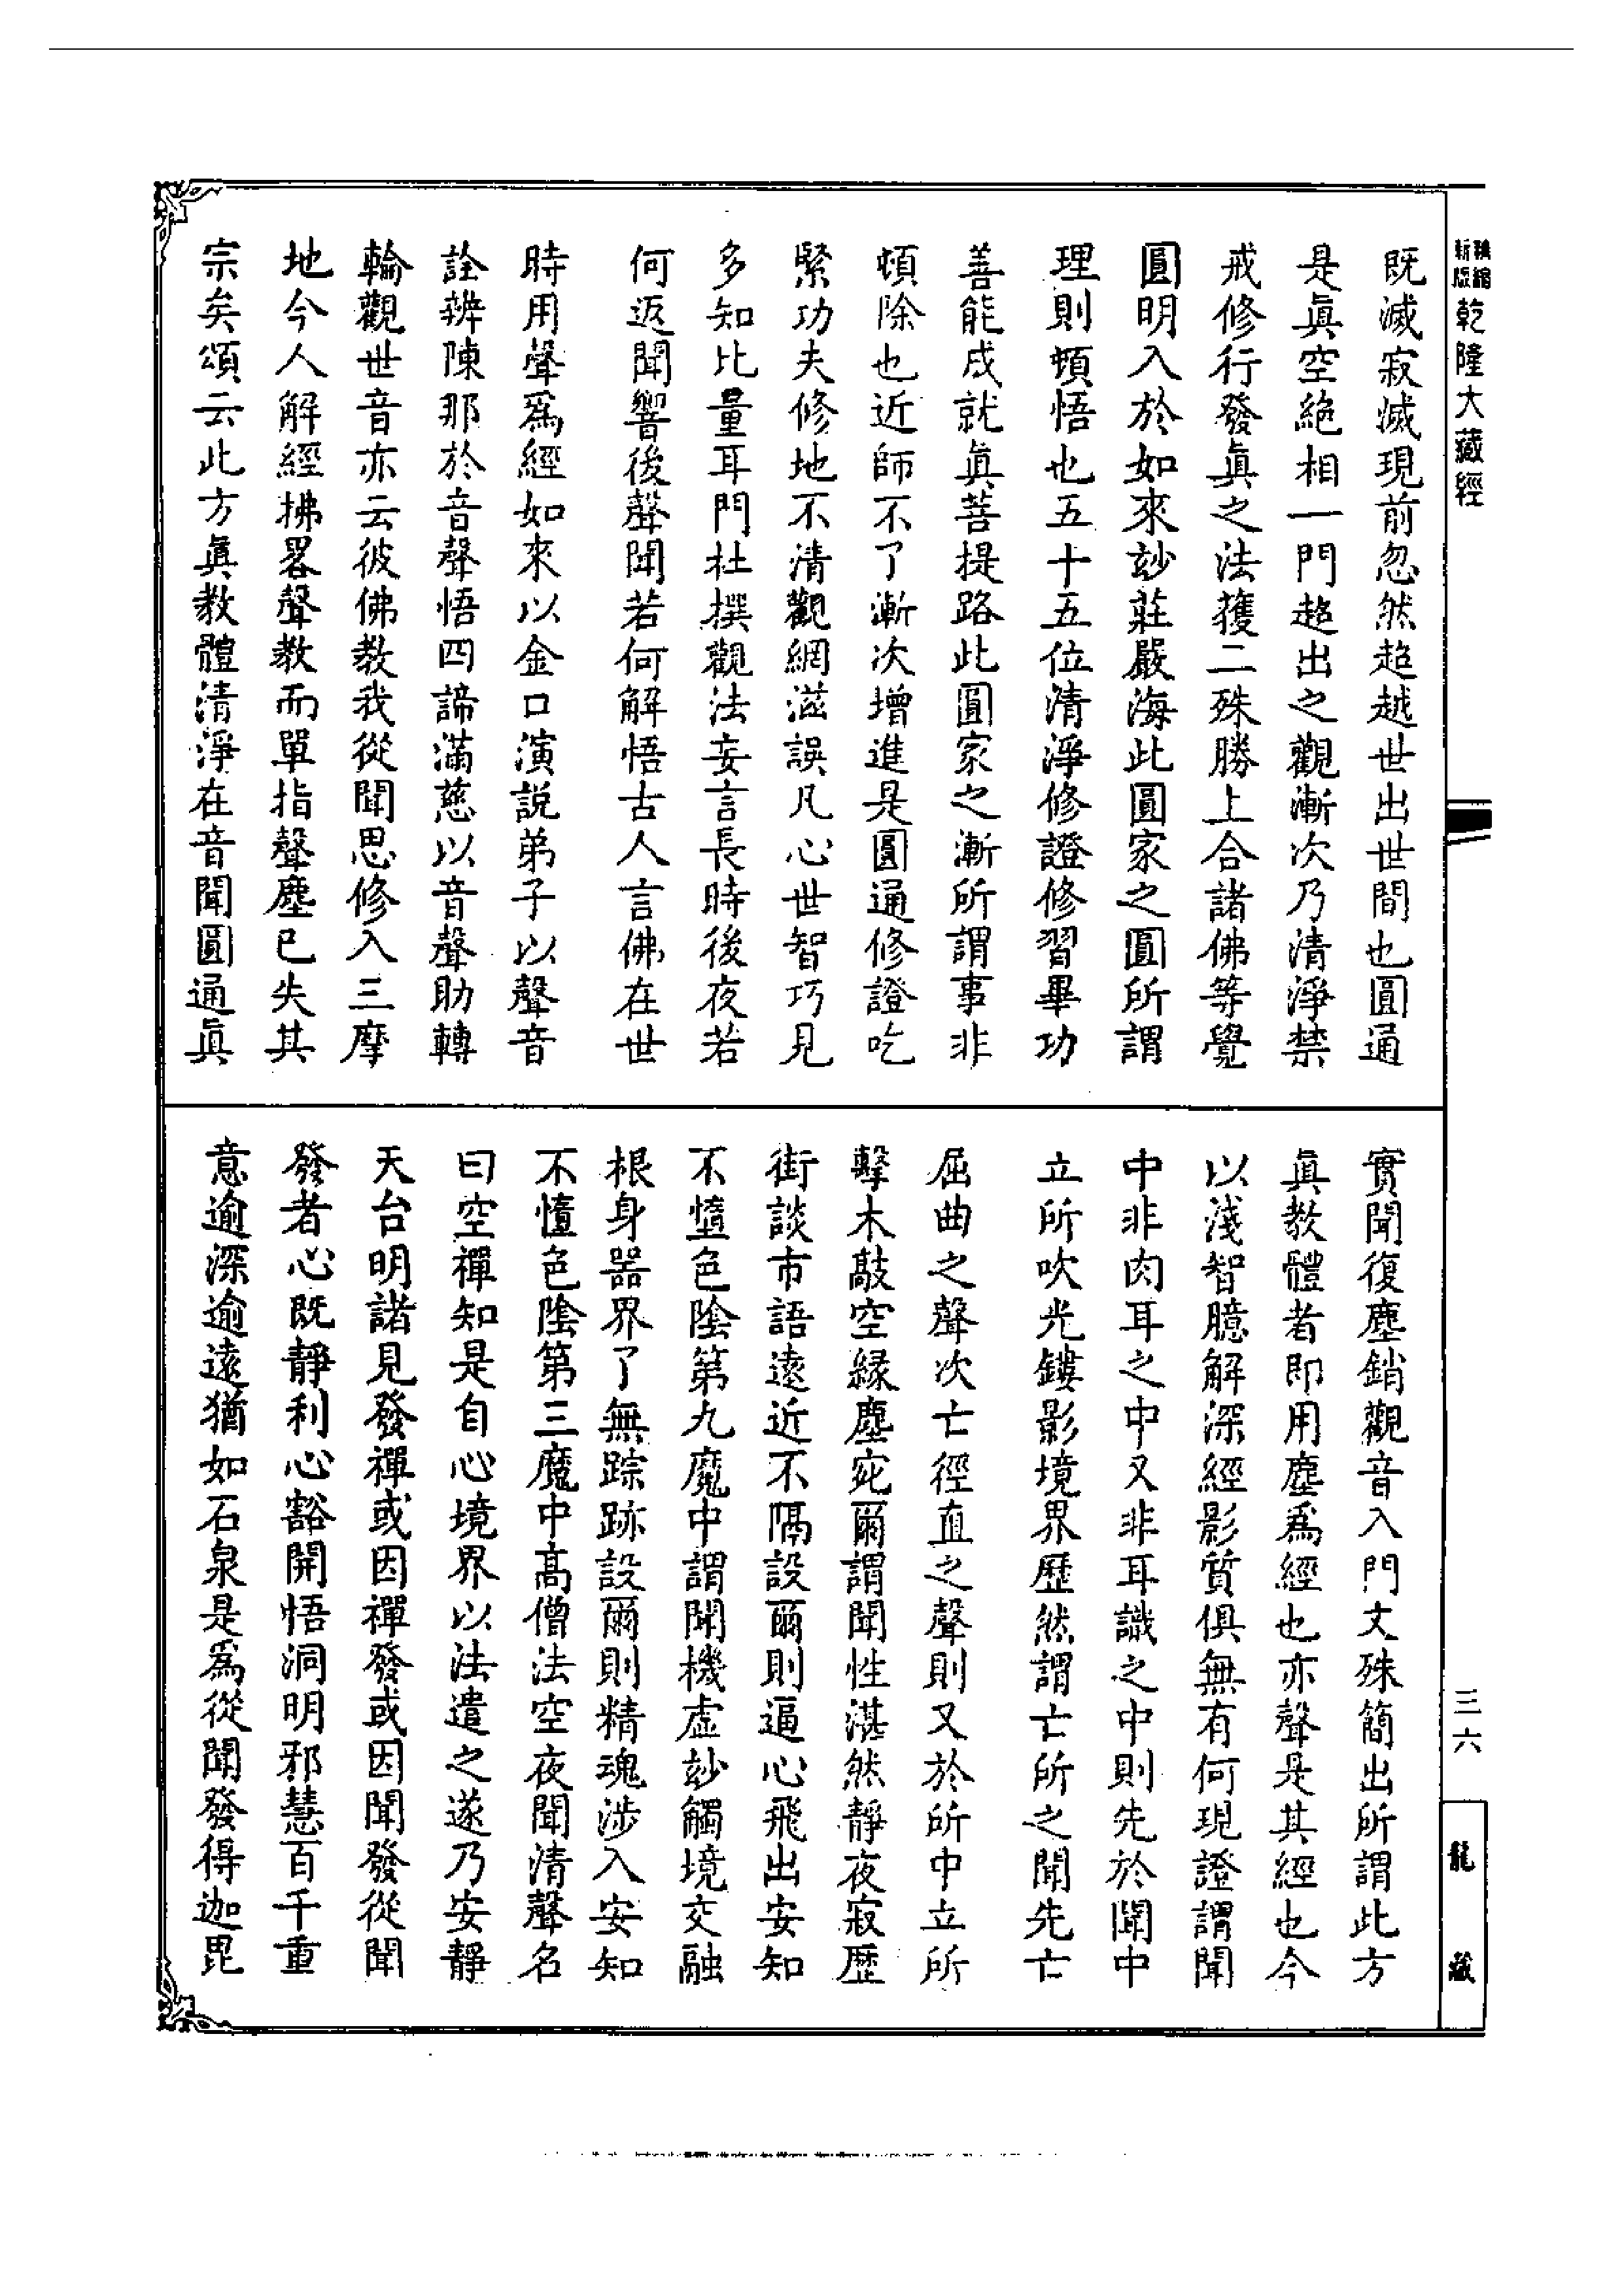 新版縮編乾隆大藏經
既滅寂滅現前忽然超越世出世間也圓通
是眞空絶相一門超出之觀漸次乃清淨禁
戒修行發眞之法獲二殊勝上合諸佛等覺
圓明入於如來玅莊嚴海此圓家之圓所謂
理則頓悟也五十五位清淨修證修習畢功
善能成就眞菩提路此圓家之漸所謂事非
頓除也近師不了漸次增進是圓通修證吃
緊功夫修地不清觀網滋誤凡心世智巧見
多知比量耳門杜撰觀法妄言長時後夜若
何返聞響後聲聞若何解悟古人言佛在世
時用聲爲經如來以金口演説弟子以聲音
詮辨陳那於音聲悟四諦滿慈以音聲助轉
輪觀世音亦云彼佛教我從聞思修入三摩
地今人解經拂畧聲教而單指聲塵已失其
宗矣頌云此方眞教體清淨在音聞圓通眞
實聞復塵銷觀音入門文殊簡出所謂此方
眞教體者即用塵爲經也亦聲是其經也今
以淺智臆解深經影質俱無有何現證謂聞
中非肉耳之中又非耳識之中則先於聞中
立所吹光鏤影境界歷然謂亡所之聞先亡
屈曲之聲次亡徑直之聲則又於所中立所
擊木敲空緣塵宛爾謂聞性湛然靜夜寂歷
街談市語遠近不隔設爾則逼心飛出安知
不墮色陰第九魔中謂聞機虛玅觸境交融
根身器界了無踪跡設爾則精魂涉入安知
不墮色陰第三魔中高僧法空夜聞清聲名
曰空禪知是自心境界以法遣之遂乃安靜
天台明諸見發禪或因禪發或因聞發從聞
發者心既靜利心豁開悟洞明邪慧百千重
意逾深逾遠猶如石泉是爲從聞發得迦毘
三六
龍藏